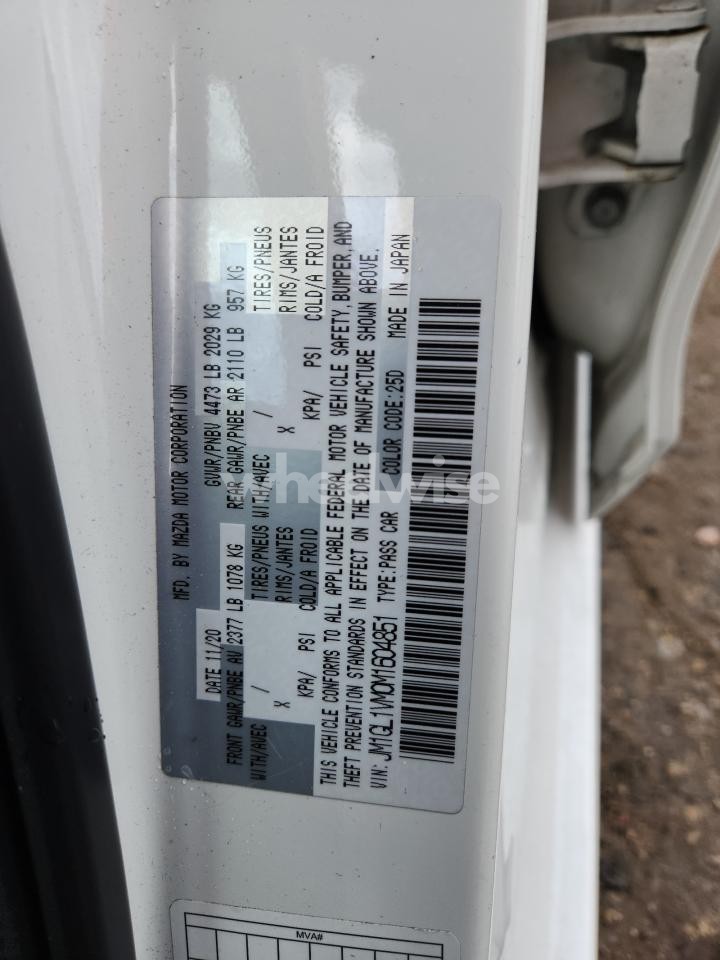 MFD. BY MAZDA MOTOR CORPORATION
DATE 11/20 GVWR/PNBV 4473 LB 2029 KG
FRONT GAWR/PNBE AV 2377 LB 1078 KG REAR GAWR/PNBE AR 2110 LB 957 KG
WITH/AVEC TIRES/PNEUS WITH/AVEC TIRES/PNEUS
X / RIMS/JANTES X / RIMS/JANTES
KPA/ PSI COLD/A FROID KPA/ PSI COLD/A FROID
THIS VEHICLE CONFORMS TO ALL APPLICABLE FEDERAL MOTOR VEHICLE SAFETY, BUMPER, AND
THEFT PREVENTION STANDARDS IN EFFECT ON THE DATE OF MANUFACTURE SHOWN ABOVE.
VIN: JM1GL1WM0M1604851 TYPE:PASS CAR COLOR CODE:25D MADE IN JAPAN
wheelwise
MVA#